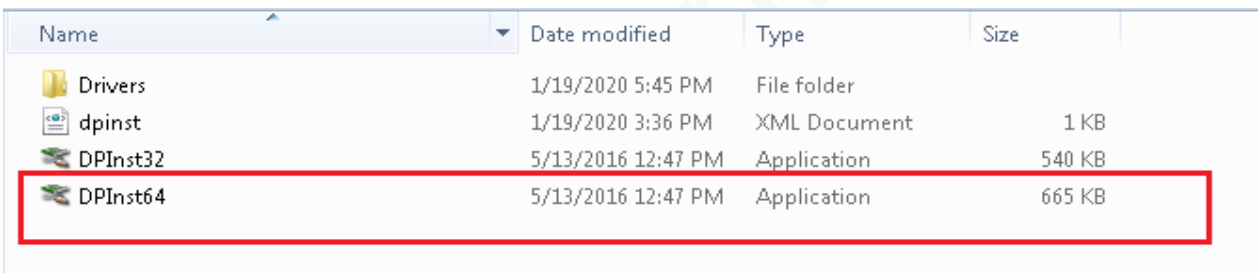 Name Date modified Type Size
Drivers 1/19/2020 5:45 PM File folder
dpinst 1/19/2020 3:36 PM XML Document 1 KB
DPInst32 5/13/2016 12:47 PM Application 540 KB
DPInst64 5/13/2016 12:47 PM Application 665 KB